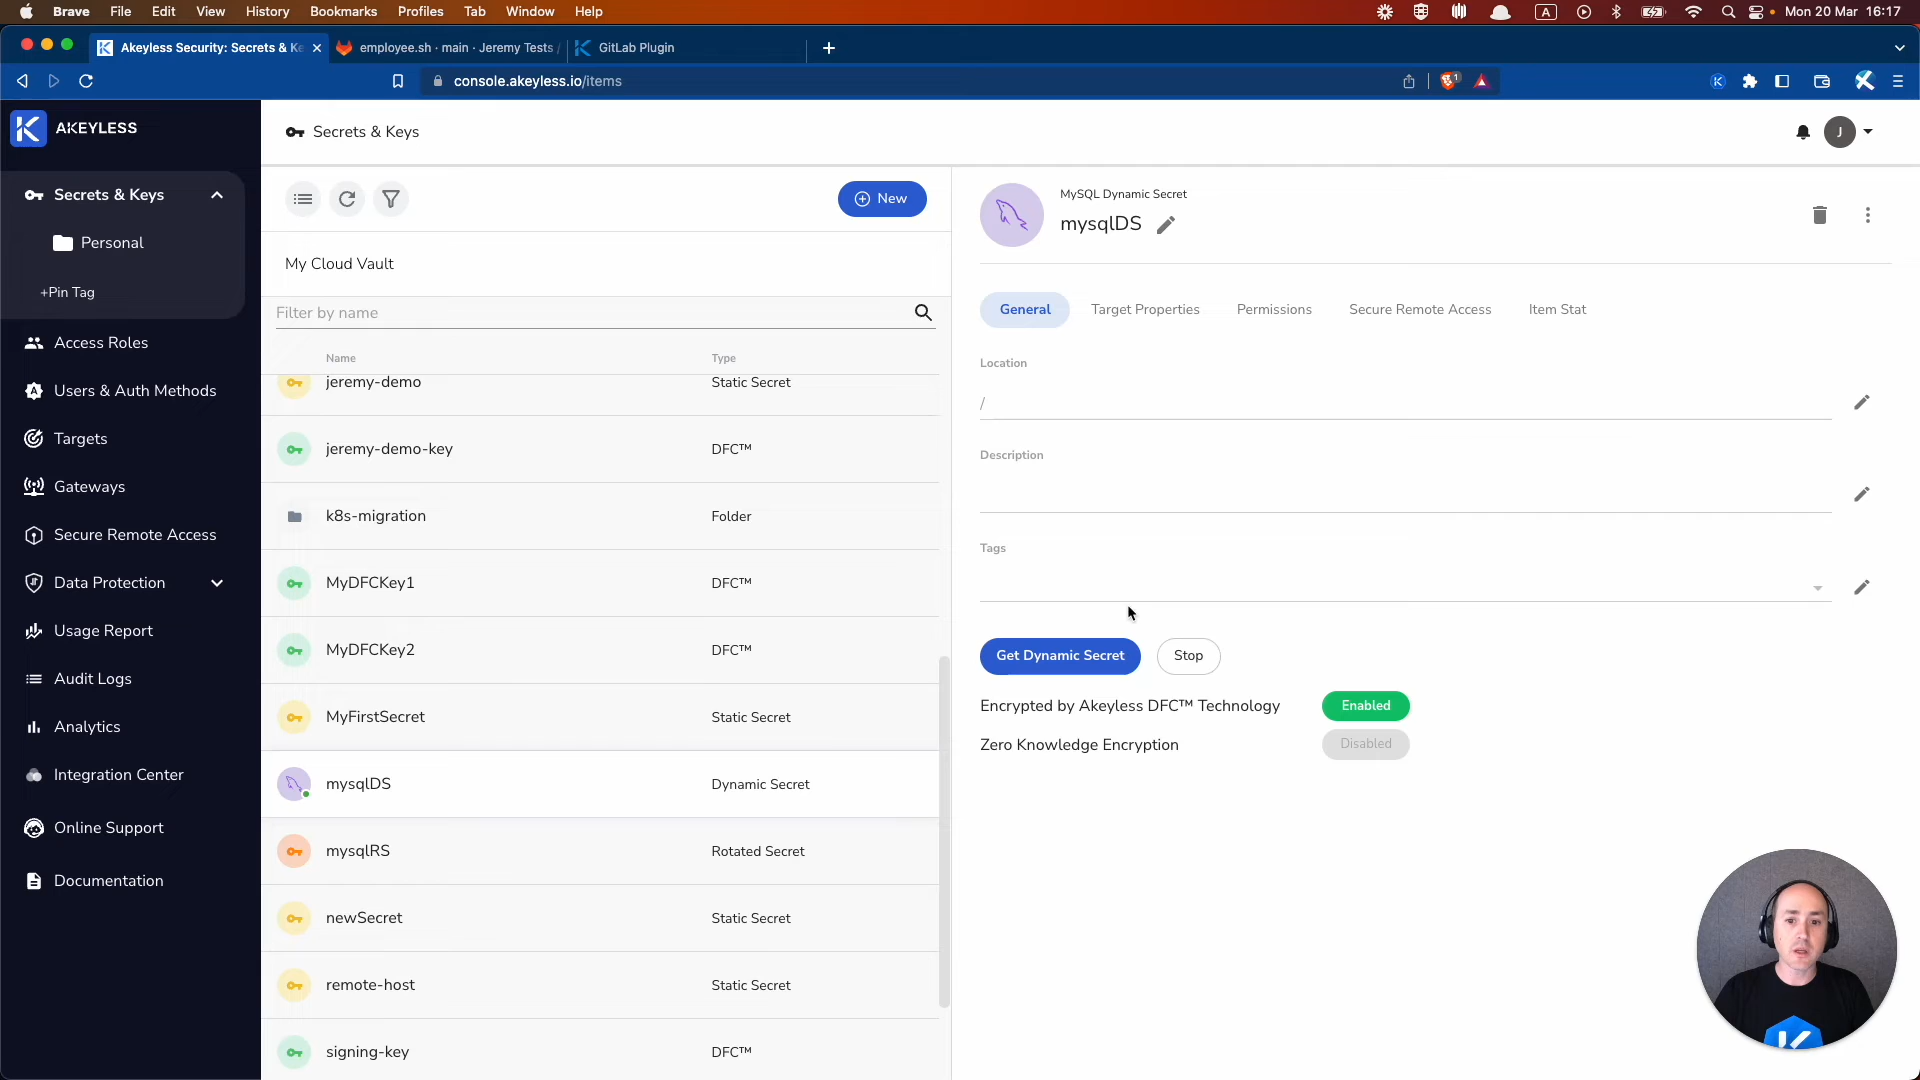 Brave File Edit View History Bookmarks Profiles Tab Window Help
A
Mon 20 Mar 16:17
Akeyless Security: Secrets & Ke
employee.sh · main · Jeremy Tests /
GitLab Plugin
console.akeyless.io/items
1
AKEYLESS
Secrets & Keys
Personal
+Pin Tag
Access Roles
Users & Auth Methods
Targets
Gateways
Secure Remote Access
Data Protection
Usage Report
Audit Logs
Analytics
Integration Center
Online Support
Documentation
Secrets & Keys
J
New
My Cloud Vault
Filter by name
Name Type
jeremy-demo Static Secret
jeremy-demo-key DFC™
k8s-migration Folder
MyDFCKey1 DFC™
MyDFCKey2 DFC™
MyFirstSecret Static Secret
mysqlDS Dynamic Secret
mysqlRS Rotated Secret
newSecret Static Secret
remote-host Static Secret
signing-key DFC™
MySQL Dynamic Secret
mysqlDS
General Target Properties Permissions Secure Remote Access Item Stat
Location
/
Description
Tags
Get Dynamic Secret Stop
Encrypted by Akeyless DFC™ Technology Enabled
Zero Knowledge Encryption Disabled